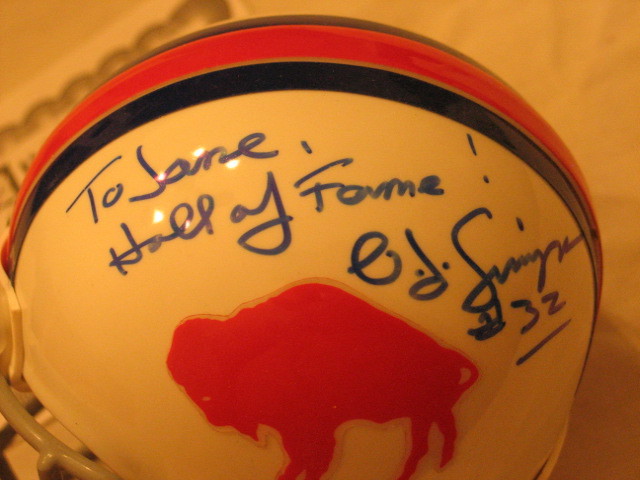 To Jane,
Hall of Fame!
O.J. Simpson
#32